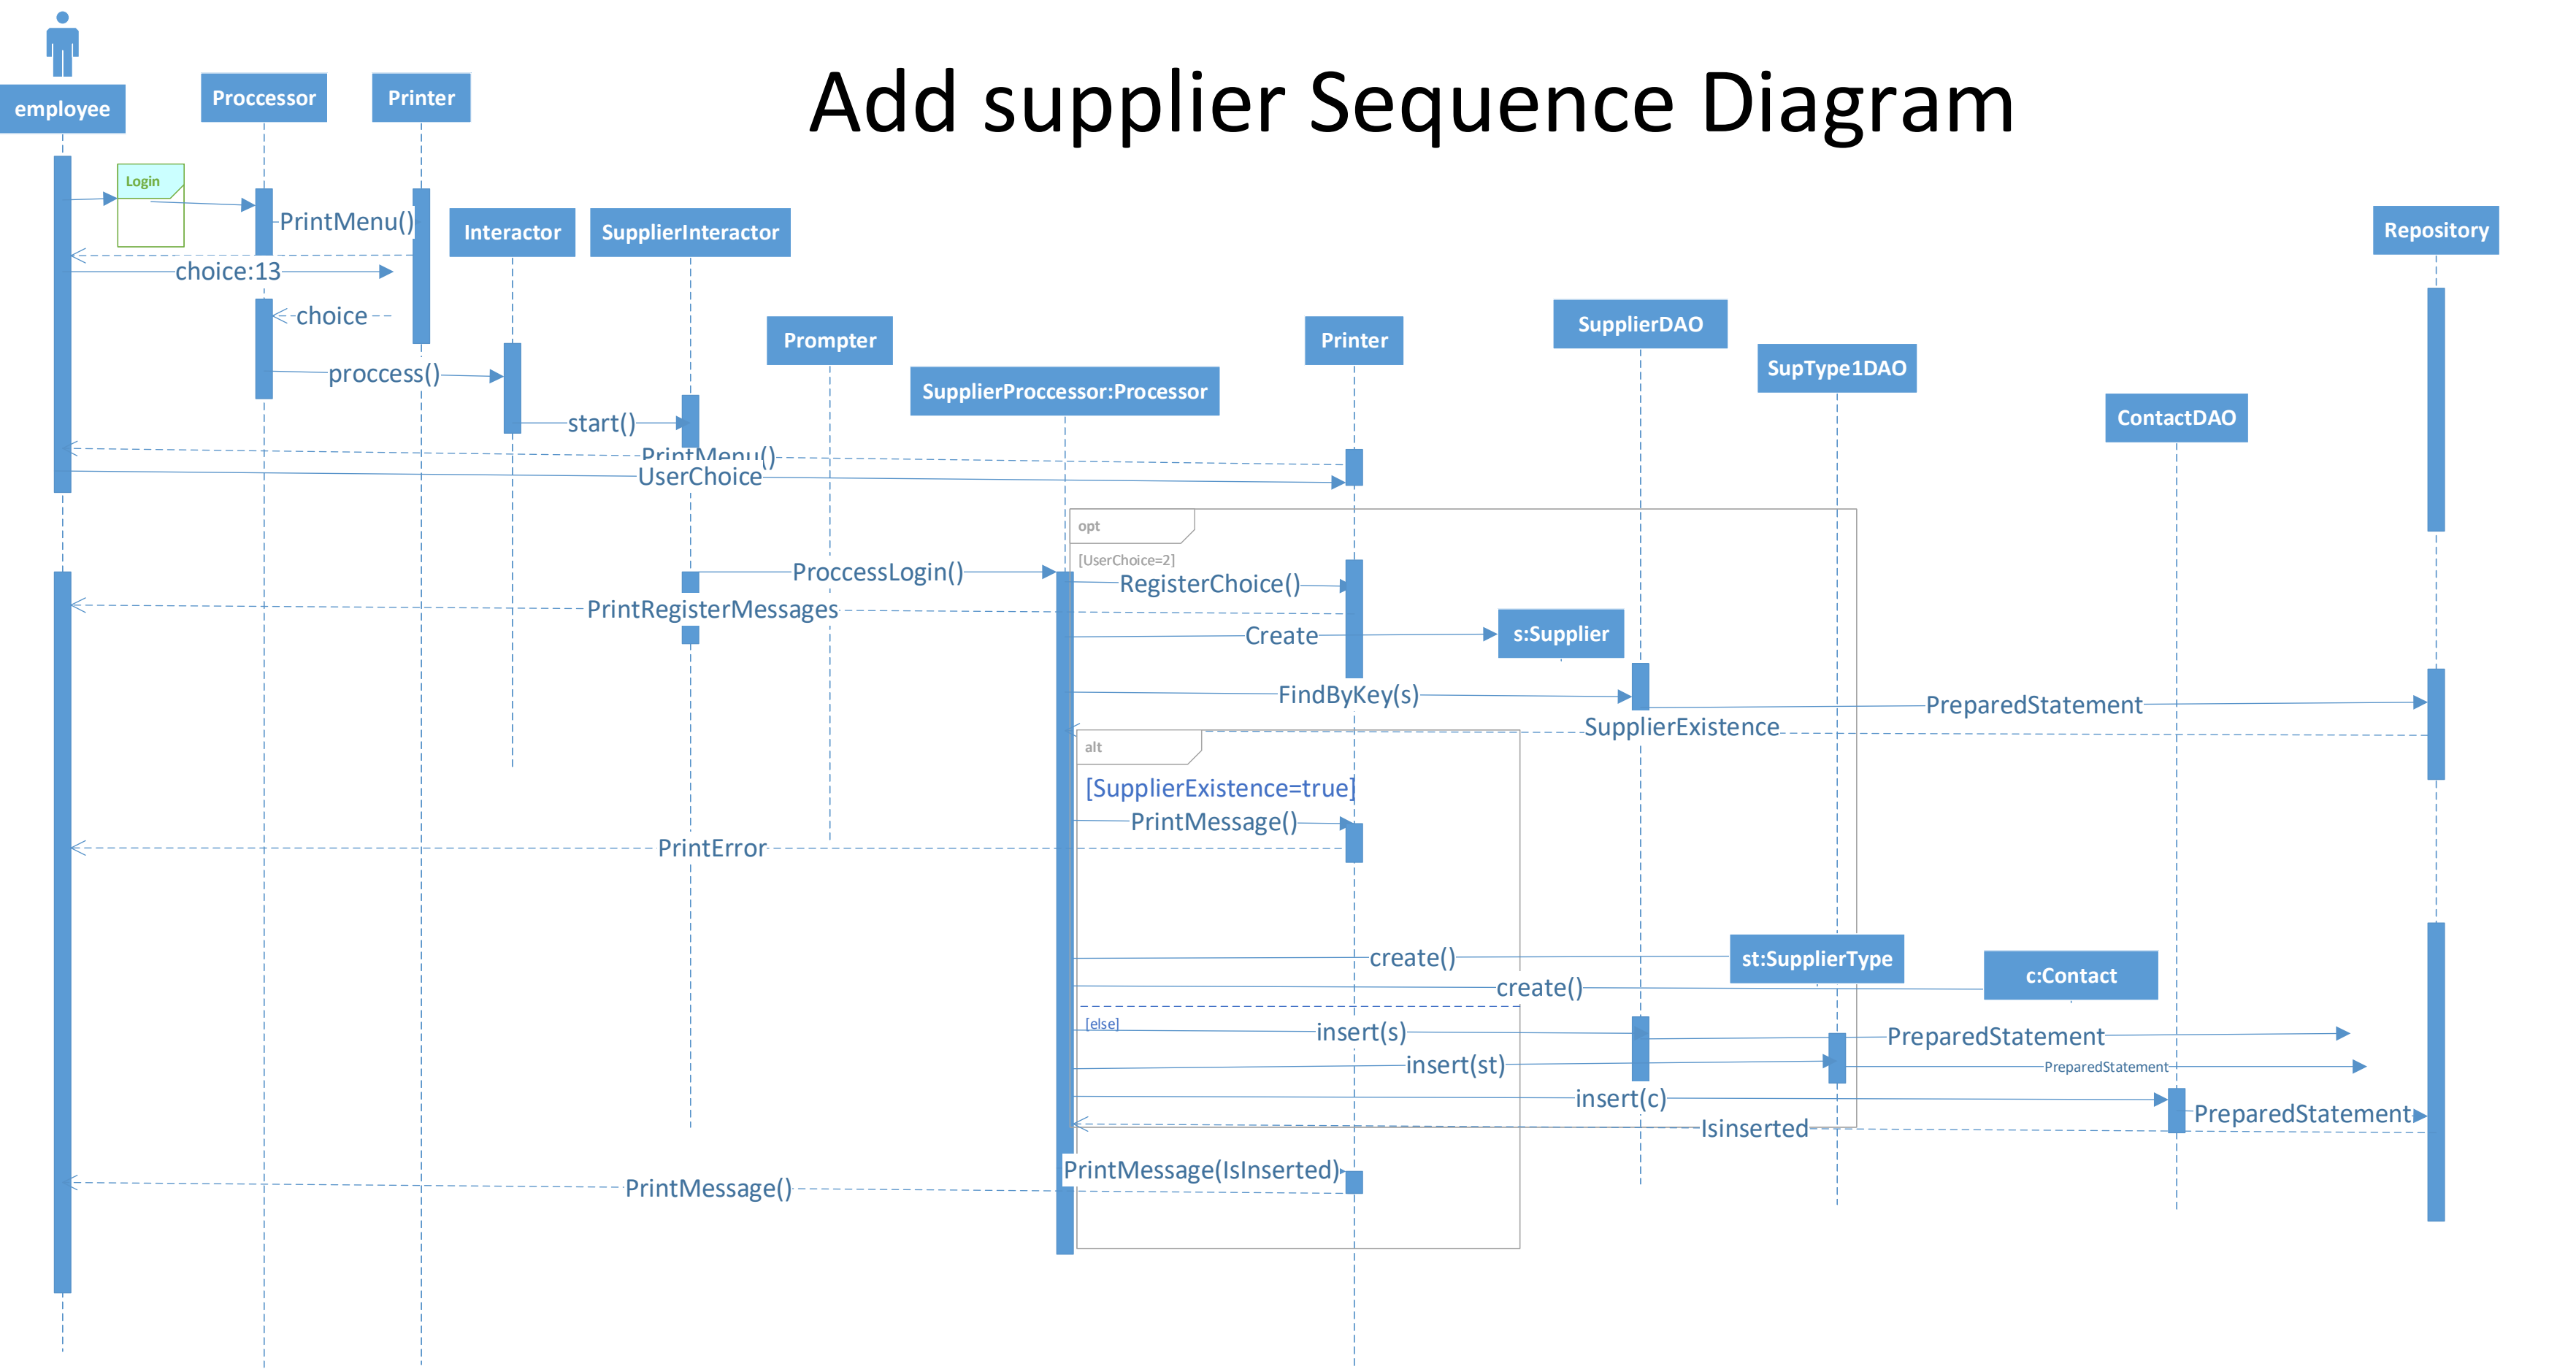 Add supplier Sequence Diagram
employee
Proccessor
Printer
Login
PrintMenu()
Interactor
SupplierInteractor
Repository
choice:13
choice
Prompter
Printer
SupplierDAO
proccess()
SupplierProccessor:Processor
SupType1DAO
ContactDAO
start()
PrintMenu()
UserChoice
opt
[UserChoice=2]
ProccessLogin()
RegisterChoice()
PrintRegisterMessages
Create
s:Supplier
FindByKey(s)
PreparedStatement
SupplierExistence
alt
[SupplierExistence=true]
PrintMessage()
PrintError
create()
st:SupplierType
c:Contact
create()
[else]
insert(s)
PreparedStatement
insert(st)
PreparedStatement
insert(c)
PreparedStatement
Isinserted
PrintMessage(IsInserted)
PrintMessage()